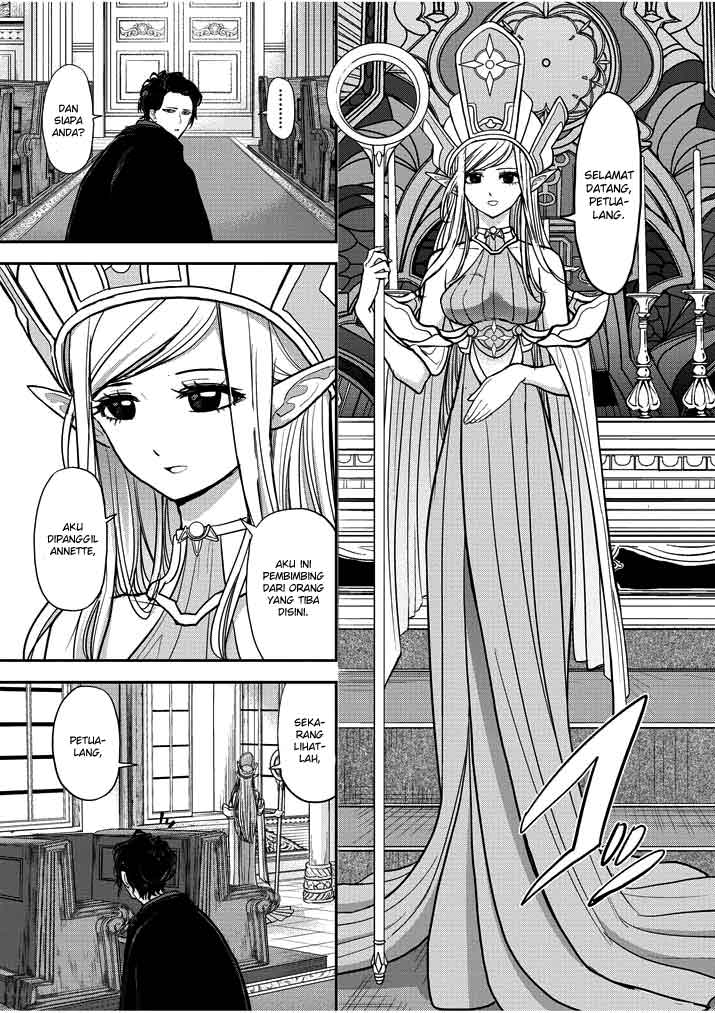 SELAMAT
DATANG,
PETUA-
LANG.
........
DAN
SIAPA
ANDA?
AKU INI
PEMBIMBING
DARI ORANG
YANG TIBA
DISINI.
AKU
DIPANGGIL
ANNETTE,
SEKA-
RANG
LIHAT-
LAH,
PETUA-
LANG,